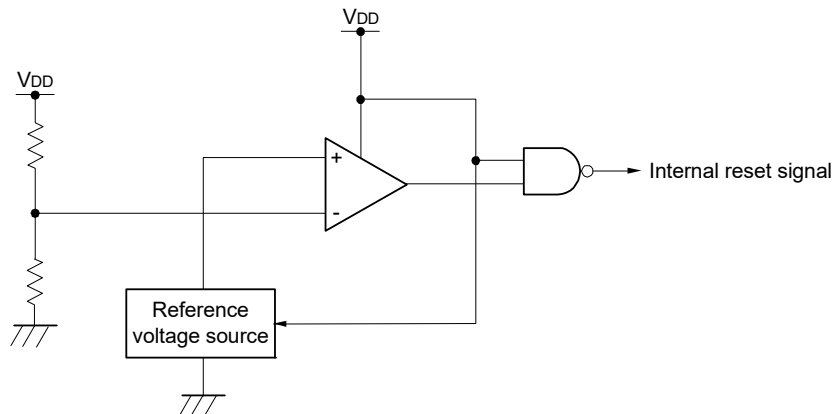 VDD
VDD
+
-
Internal reset signal
Reference
voltage source